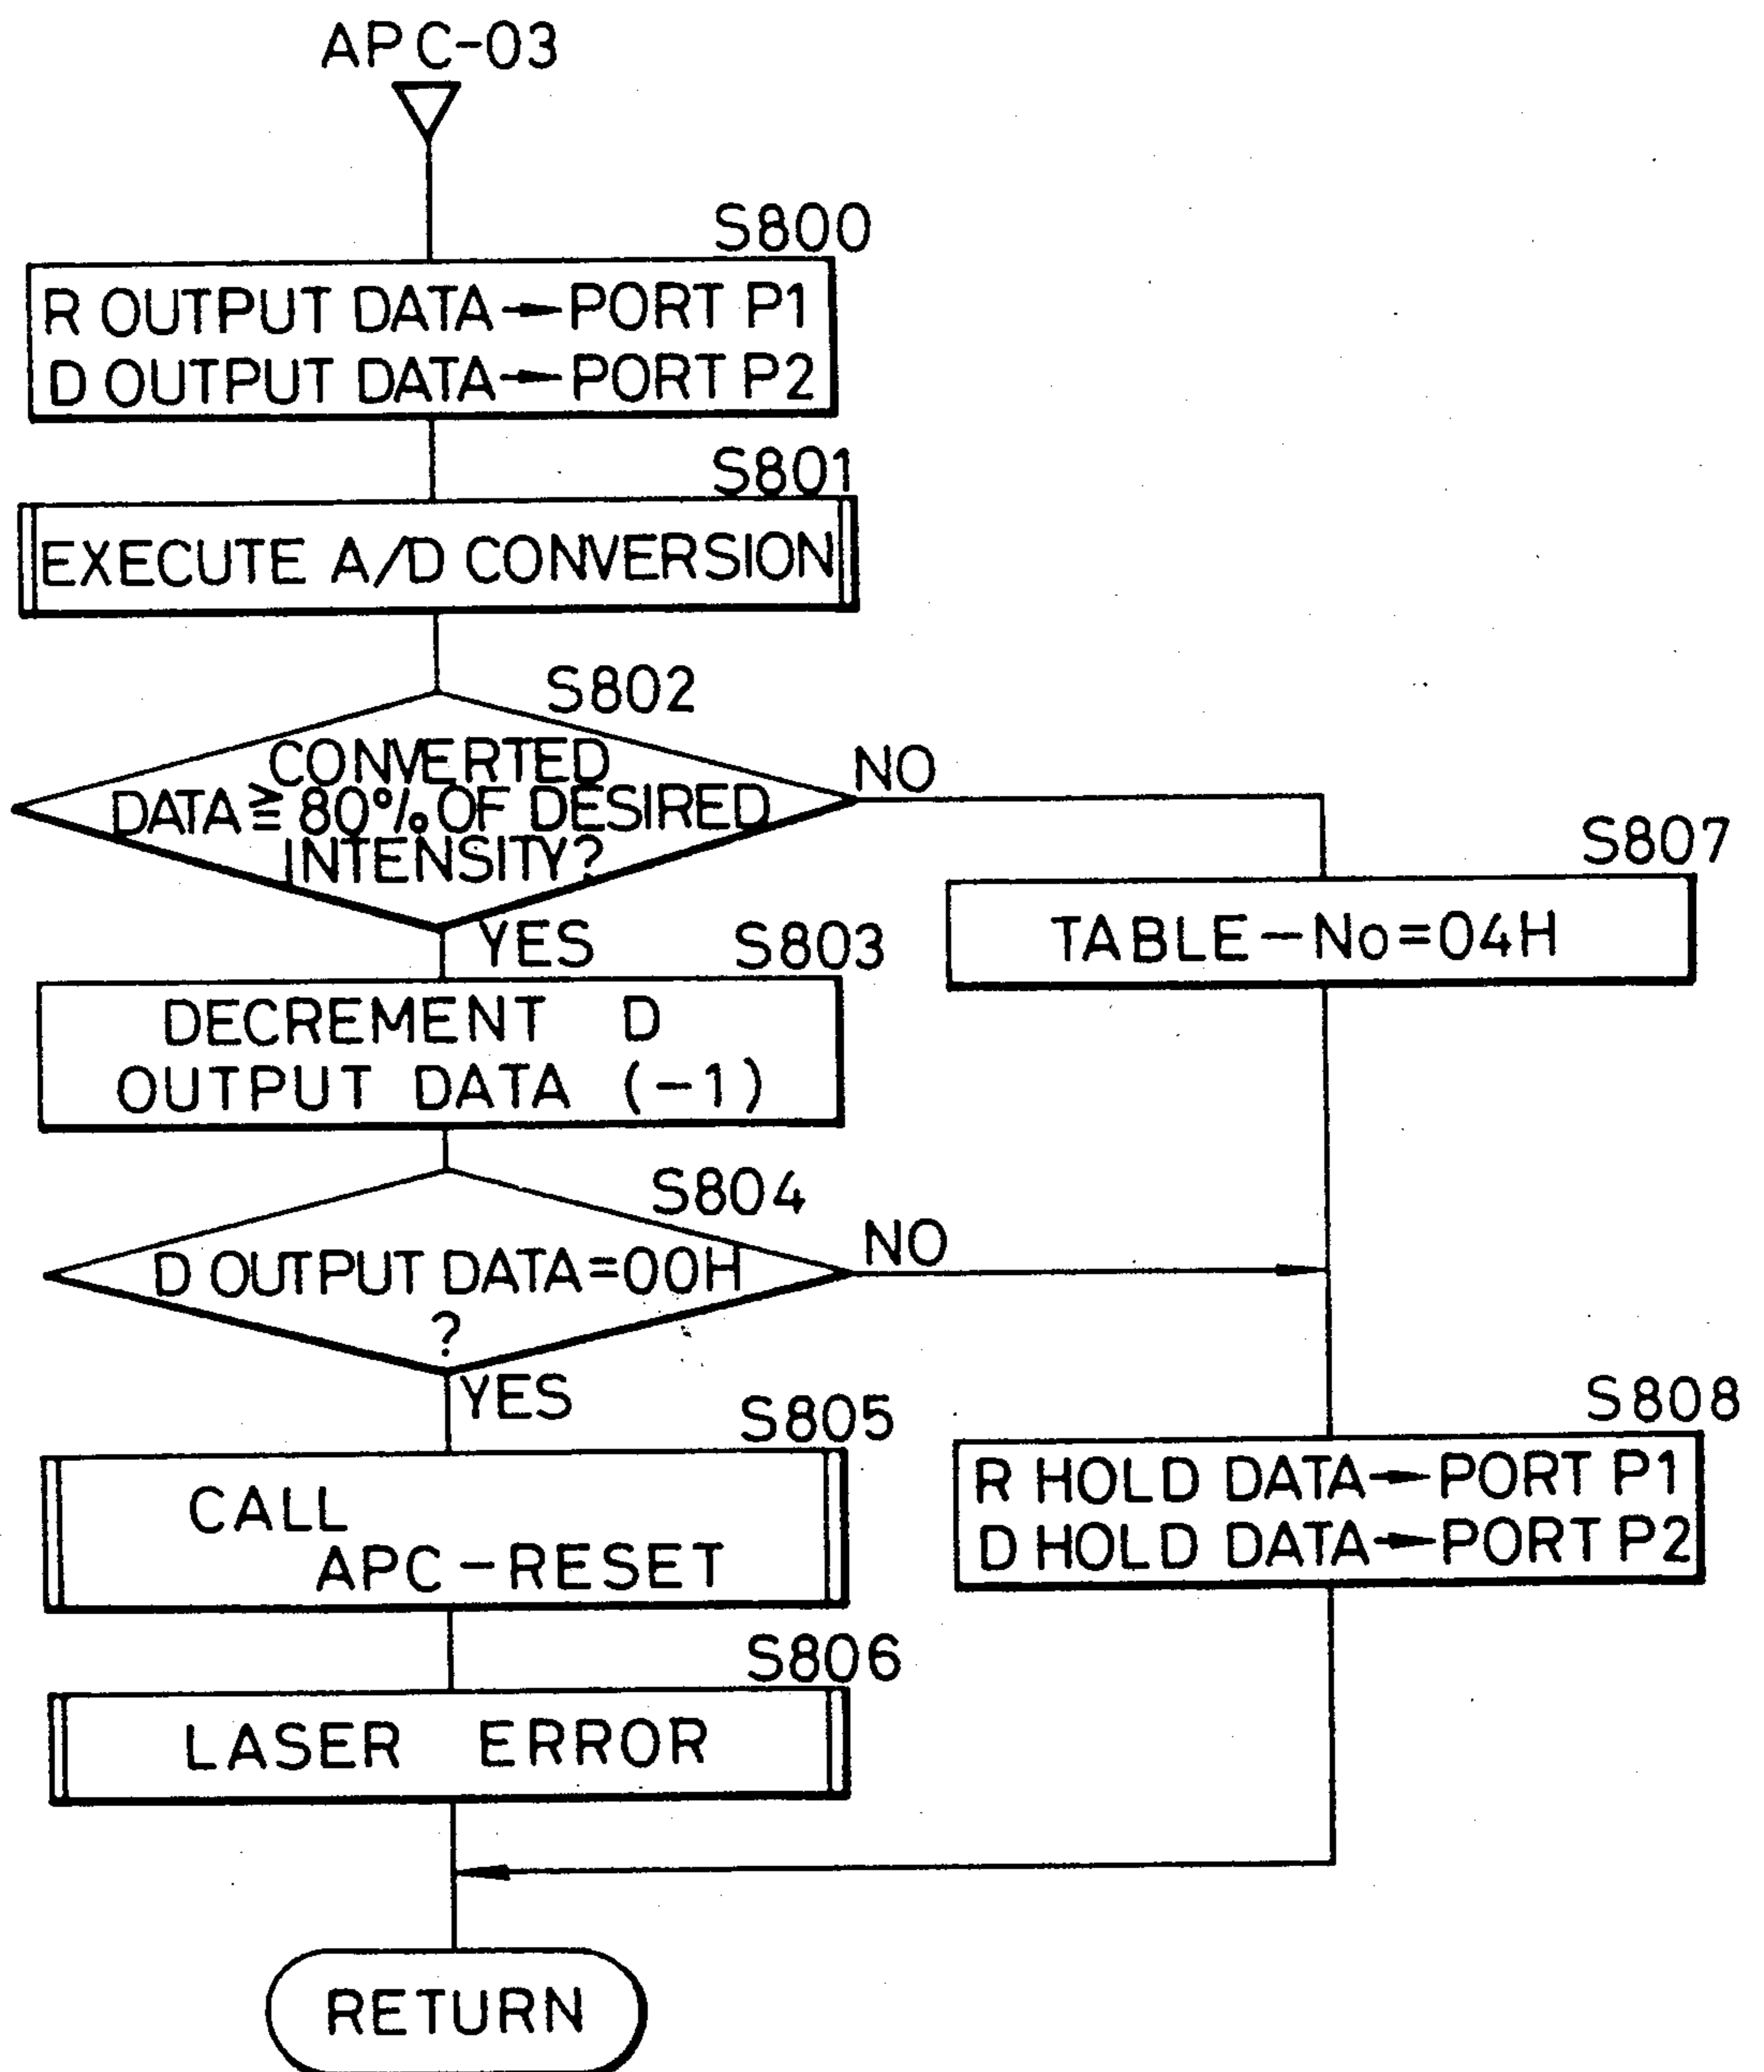 APC-03
S800
R OUTPUT DATA→PORT P1
D OUTPUT DATA→PORT P2
S801
EXECUTE A/D CONVERSION
S802
CONVERTED
DATA≧80% OF DESIRED
INTENSITY?
NO
YES
S807
TABLE-No=04H
S803
DECREMENT D
OUTPUT DATA (-1)
S804
D OUTPUT DATA=00H
?
NO
YES
S805
CALL
APC-RESET
S808
R HOLD DATA→PORT P1
D HOLD DATA→PORT P2
S806
LASER ERROR
RETURN